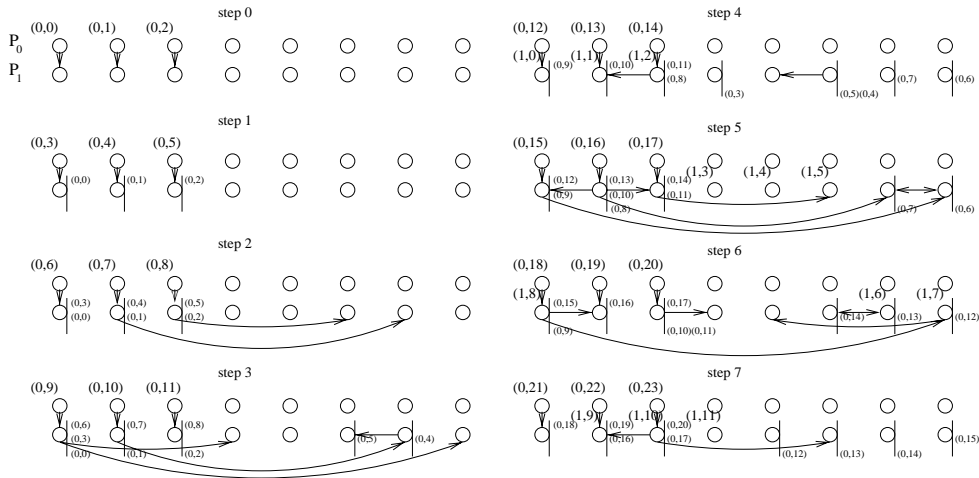 step 0
(0,0) (0,1) (0,2)
P0
P1
step 1
(0,3) (0,4) (0,5)
(0,0) (0,1) (0,2)
step 2
(0,6) (0,7) (0,8)
(0,3) (0,4) (0,5)
(0,0) (0,1) (0,2)
step 3
(0,9) (0,10) (0,11)
(0,6) (0,7) (0,8)
(0,3) (0,5) (0,4)
(0,0) (0,1) (0,2)
step 4
(0,12) (0,13) (0,14)
(1,0) (1,1) (1,2)
(0,9) (0,10) (0,11)
(0,8) (0,7) (0,6)
(0,3) (0,5)(0,4)
step 5
(0,15) (0,16) (0,17)
(1,3) (1,4) (1,5)
(0,12) (0,13) (0,14)
(0,9) (0,10) (0,11)
(0,8) (0,7) (0,6)
step 6
(0,18) (0,19) (0,20)
(1,8) (1,6) (1,7)
(0,15) (0,16) (0,17)
(0,14) (0,13) (0,12)
(0,9) (0,10)(0,11)
step 7
(0,21) (0,22) (0,23)
(1,9) (1,10) (1,11)
(0,18) (0,19) (0,20)
(0,16) (0,17) (0,15)
(0,12) (0,13) (0,14)